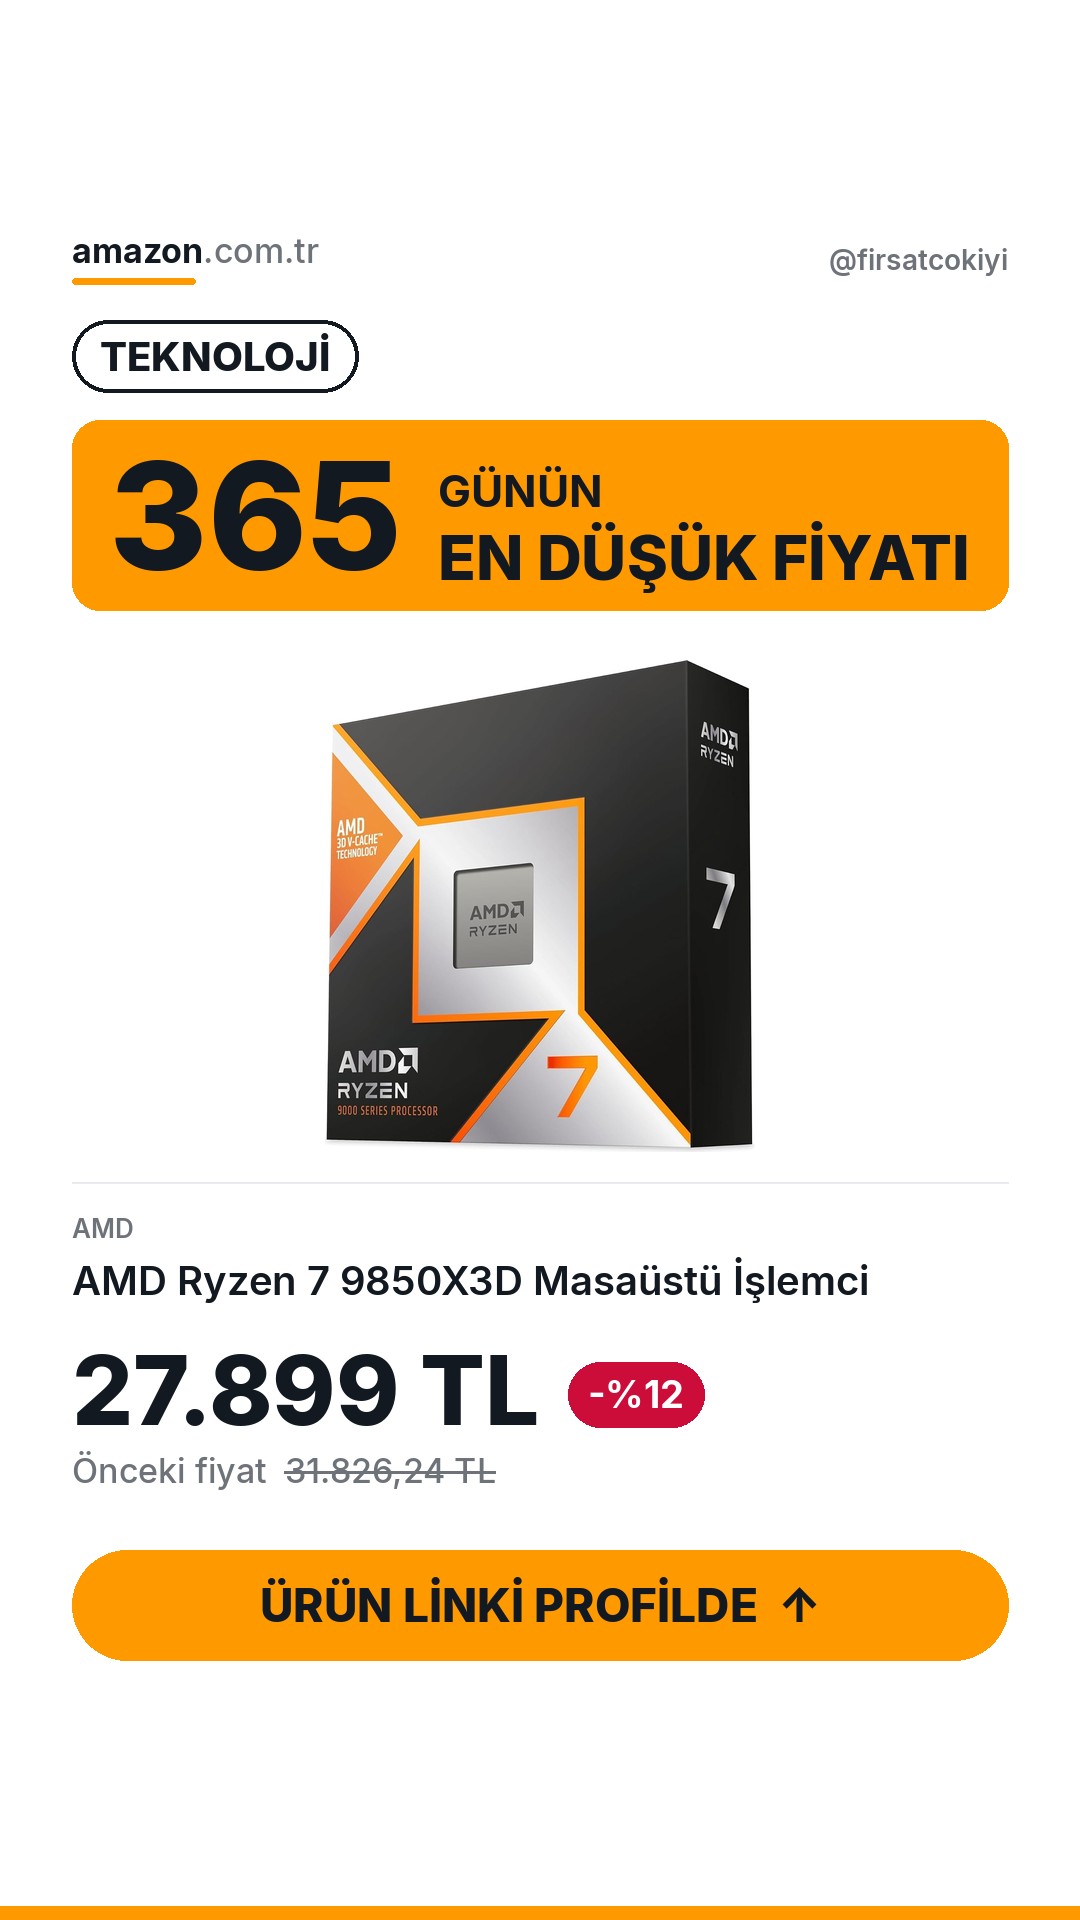 amazon.com.tr
@firsatcokiyi
TEKNOLOJİ
365
GÜNÜN
EN DÜŞÜK FİYATI
AMD
RYZEN
AMD
3D V-CACHE™
TECHNOLOGY
7
AMD
RYZEN
AMD
RYZEN
9000 SERIES PROCESSOR
7
AMD
AMD Ryzen 7 9850X3D Masaüstü İşlemci
27.899 TL
-%12
Önceki fiyat 31.826,24 TL
ÜRÜN LİNKİ PROFİLDE ↑